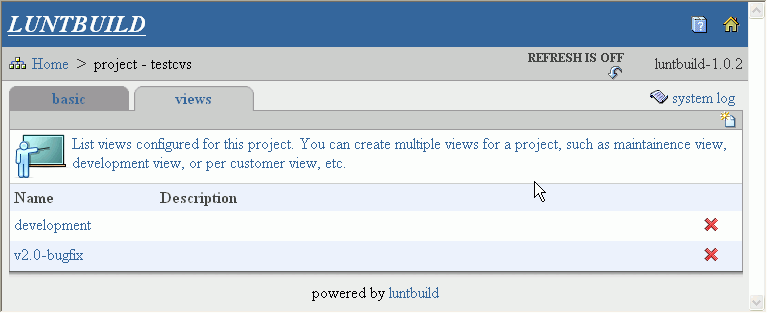 LUNTBUILD
Home > project - testcvs
REFRESH IS OFF
luntbuild-1.0.2
basic
views
system log
List views configured for this project. You can create multiple views for a project, such as maintainence view,
development view, or per customer view, etc.
Name Description
development
v2.0-bugfix
powered by luntbuild